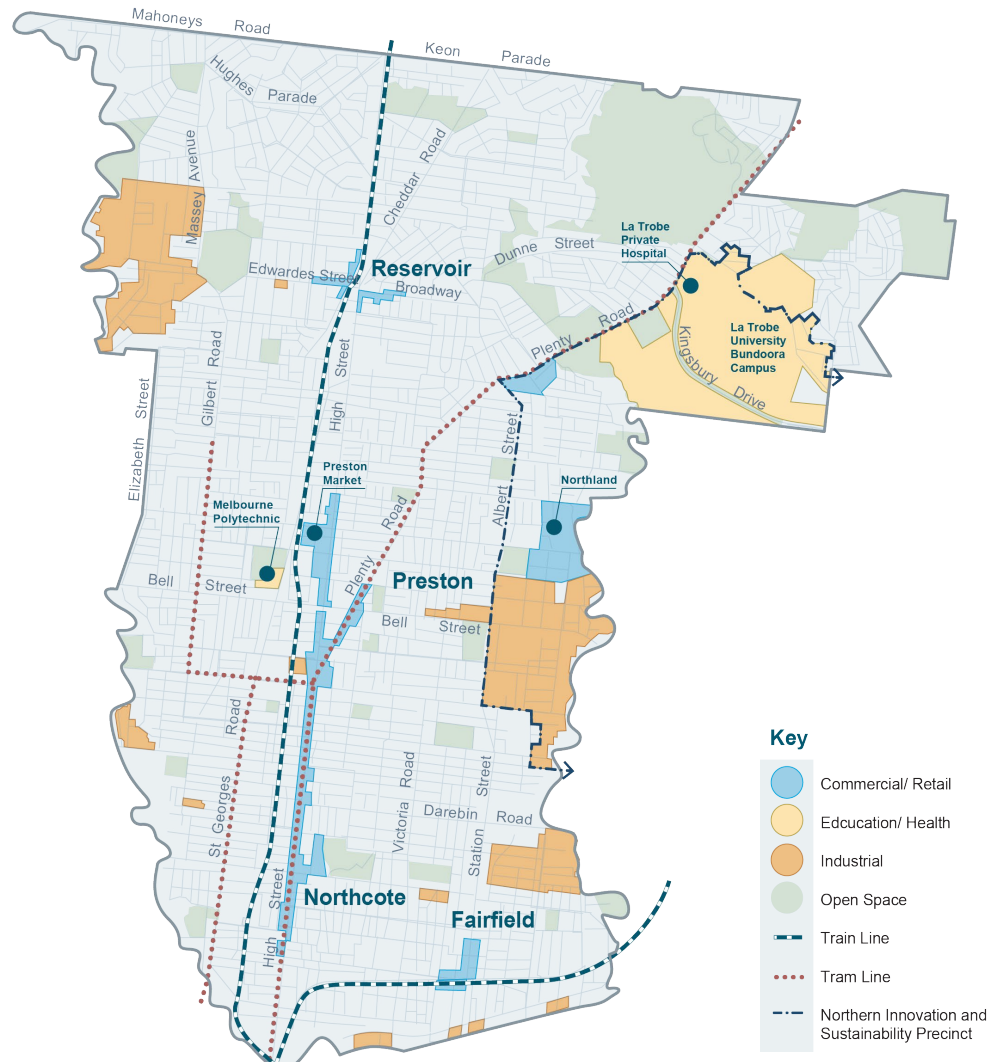 Mahoneys Road
Keon Parade
Hughes Parade
Massey Avenue
Cheddar Road
La Trobe
Private
Hospital
Dunne Street
Edwardes Street
Reservoir
Broadway
Plenty Road
La Trobe
University
Bundoora
Campus
Kingsbury Drive
Gilbert Road
High Street
Elizabeth Street
Albert Street
Preston
Market
Northland
Melbourne
Polytechnic
Plenty Road
Bell Street
Preston
Bell Street
St Georges Road
Victoria Road
Station Street
Darebin Road
High Street
Northcote
Fairfield
Key
Commercial/ Retail
Edcucation/ Health
Industrial
Open Space
Train Line
Tram Line
Northern Innovation and
Sustainability Precinct